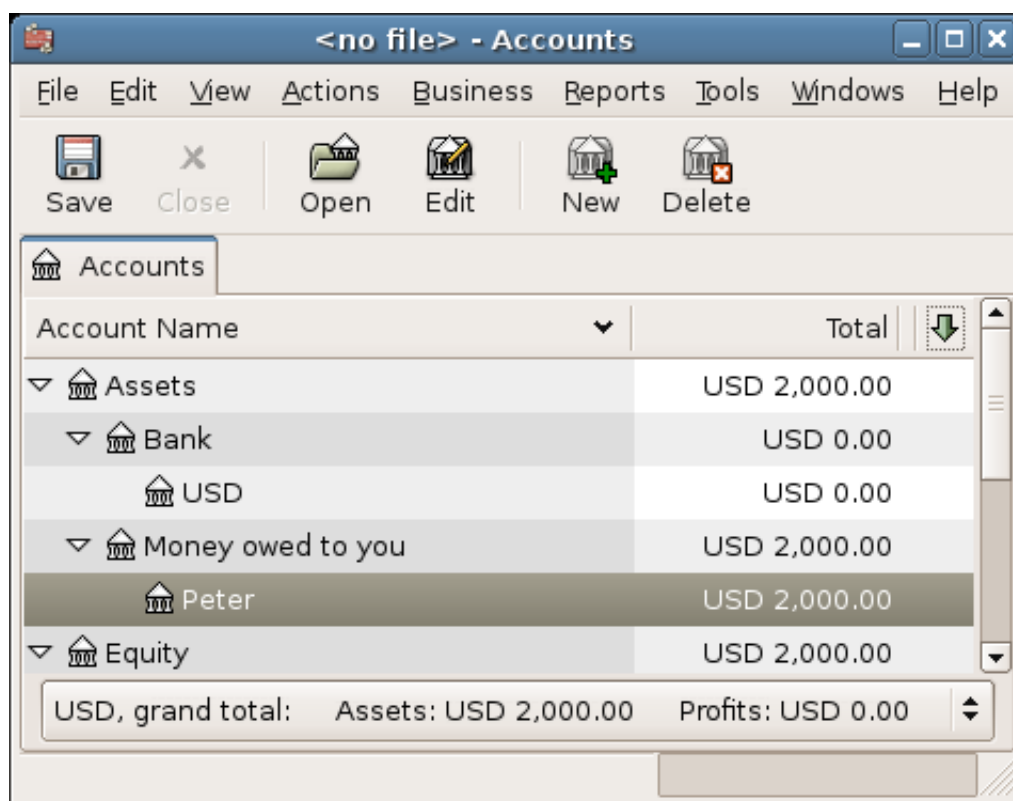 <no file> - Accounts
File Edit View Actions Business Reports Tools Windows Help
Save Close Open Edit New Delete
Accounts
Account Name Total
Assets USD 2,000.00
Bank USD 0.00
USD USD 0.00
Money owed to you USD 2,000.00
Peter USD 2,000.00
Equity USD 2,000.00
USD, grand total: Assets: USD 2,000.00 Profits: USD 0.00